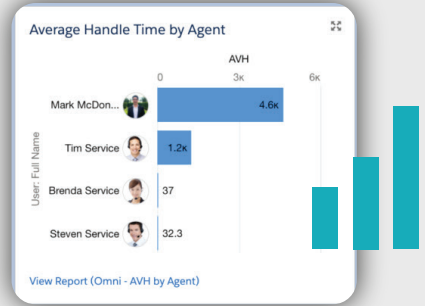 Average Handle Time by Agent
AVH
0 3K 6K
User: Full Name
Mark McDon... 4.6K
Tim Service 1.2K
Brenda Service 37
Steven Service 32.3
View Report (Omni - AVH by Agent)